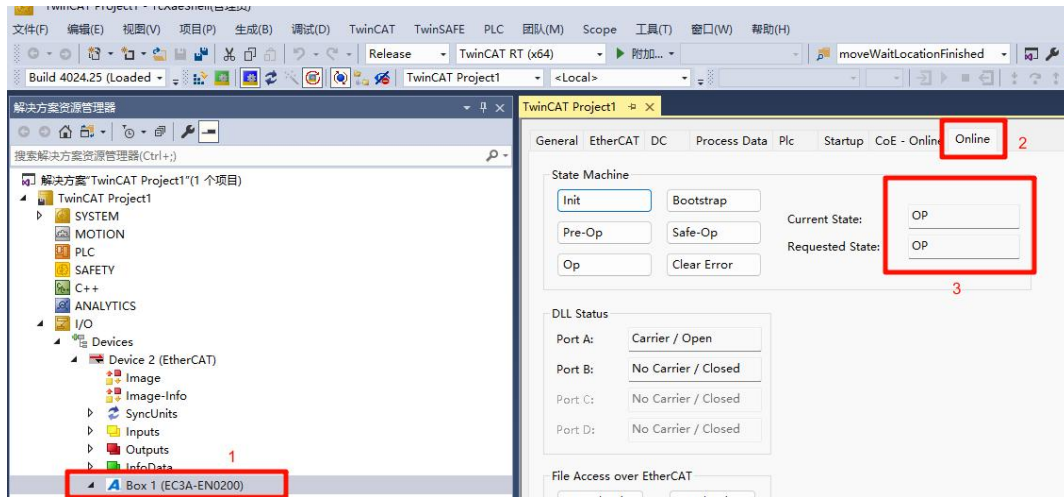 TwinCAT Project1 - TcXaeShell(管理员)
文件(F) 编辑(E) 视图(V) 项目(P) 生成(B) 调试(D) TwinCAT TwinSAFE PLC 团队(M) Scope 工具(T) 窗口(W) 帮助(H)
Release TwinCAT RT (x64) 附加... moveWaitLocationFinished
Build 4024.25 (Loaded TwinCAT Project1 <Local>
解决方案资源管理器
搜索解决方案资源管理器(Ctrl+;)
解决方案"TwinCAT Project1"(1 个项目)
TwinCAT Project1
SYSTEM
MOTION
PLC
SAFETY
C++
ANALYTICS
I/O
Devices
Device 2 (EtherCAT)
Image
Image-Info
SyncUnits
Inputs
Outputs
InfoData
1
Box 1 (EC3A-EN0200)
TwinCAT Project1
General EtherCAT DC Process Data Plc Startup CoE - Online Online 2
State Machine
Init Bootstrap
Pre-Op Safe-Op
Op Clear Error
Current State: OP
Requested State: OP
3
DLL Status
Port A: Carrier / Open
Port B: No Carrier / Closed
Port C: No Carrier / Closed
Port D: No Carrier / Closed
File Access over EtherCAT